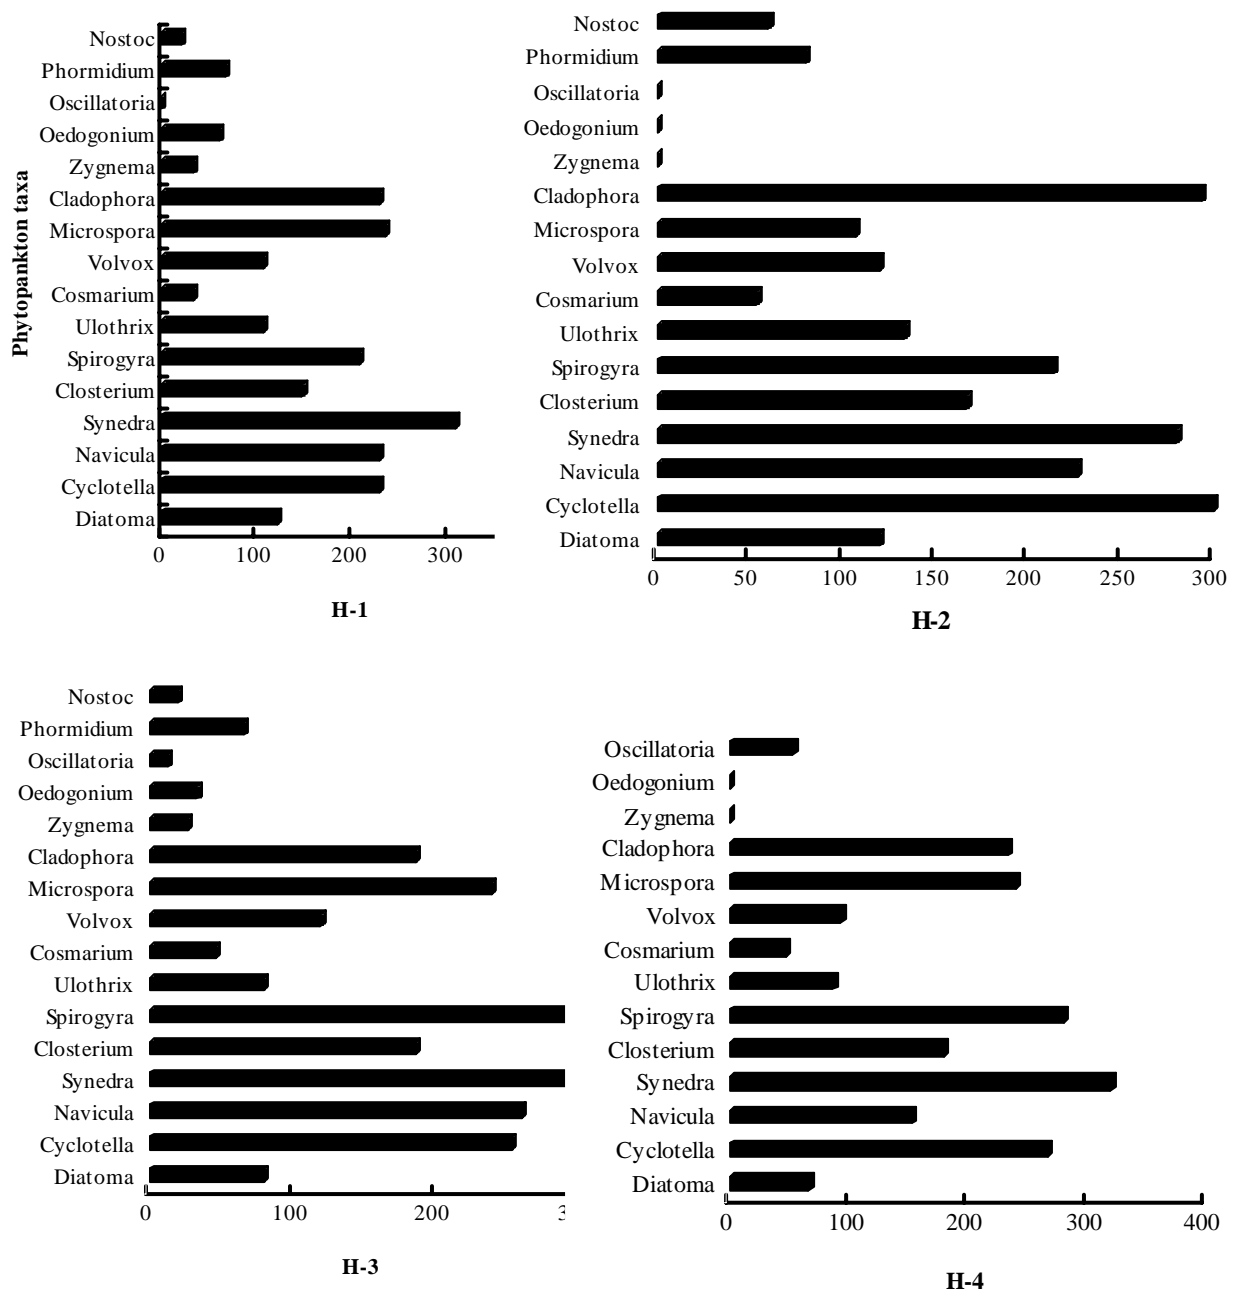 Phytopankton taxa
Nostoc
Phormidium
Oscillatoria
Oedogonium
Zygnema
Cladophora
Microspora
Volvox
Cosmarium
Ulothrix
Spirogyra
Closterium
Synedra
Navicula
Cyclotella
Diatoma
0 100 200 300
H-1
Nostoc
Phormidium
Oscillatoria
Oedogonium
Zygnema
Cladophora
Microspora
Volvox
Cosmarium
Ulothrix
Spirogyra
Closterium
Synedra
Navicula
Cyclotella
Diatoma
0 50 100 150 200 250 300
H-2
Nostoc
Phormidium
Oscillatoria
Oedogonium
Zygnema
Cladophora
Microspora
Volvox
Cosmarium
Ulothrix
Spirogyra
Closterium
Synedra
Navicula
Cyclotella
Diatoma
0 100 200
H-3
Oscillatoria
Oedogonium
Zygnema
Cladophora
Microspora
Volvox
Cosmarium
Ulothrix
Spirogyra
Closterium
Synedra
Navicula
Cyclotella
Diatoma
0 100 200 300 400
H-4